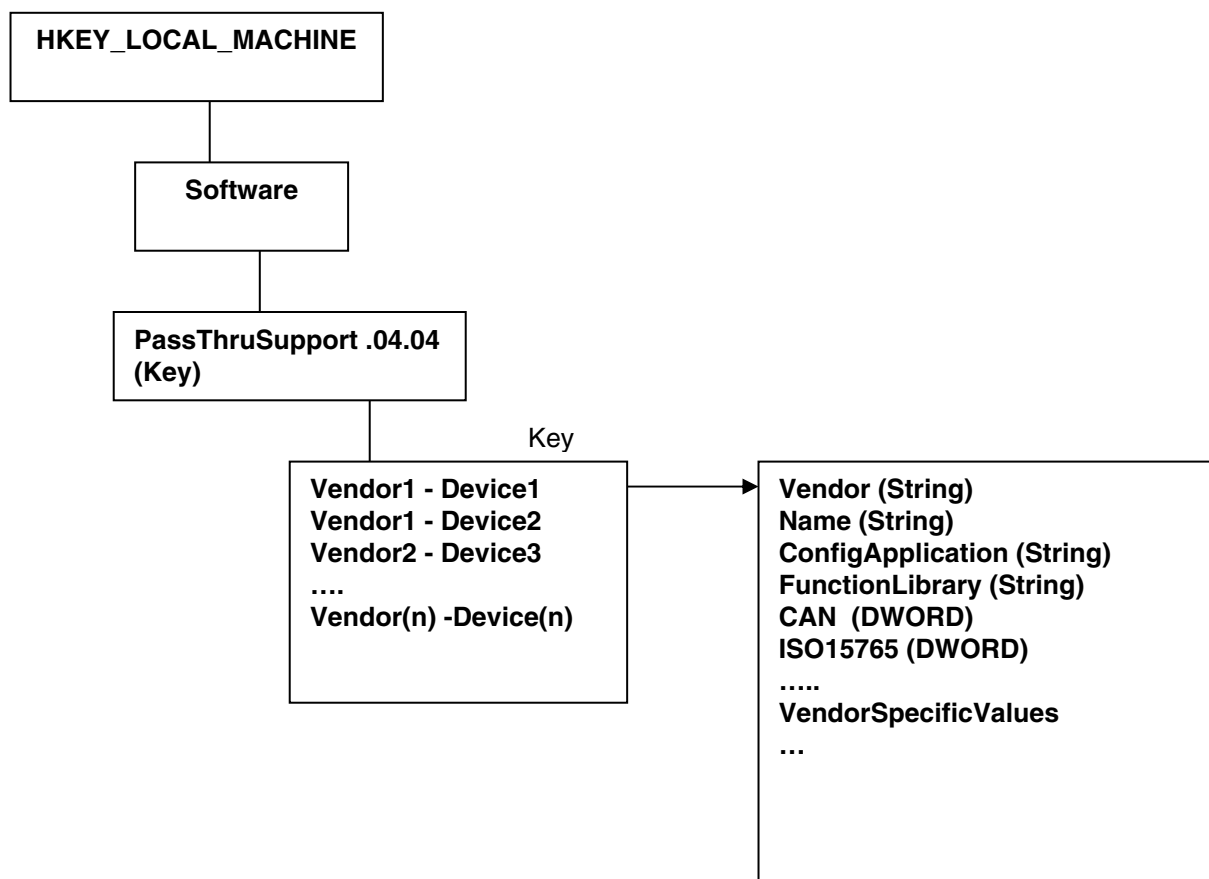 HKEY_LOCAL_MACHINE
Software
PassThruSupport .04.04
(Key)
Key
Vendor1 - Device1
Vendor1 - Device2
Vendor2 - Device3
….
Vendor(n) -Device(n)
Vendor (String)
Name (String)
ConfigApplication (String)
FunctionLibrary (String)
CAN  (DWORD)
ISO15765 (DWORD)
…..
VendorSpecificValues
…